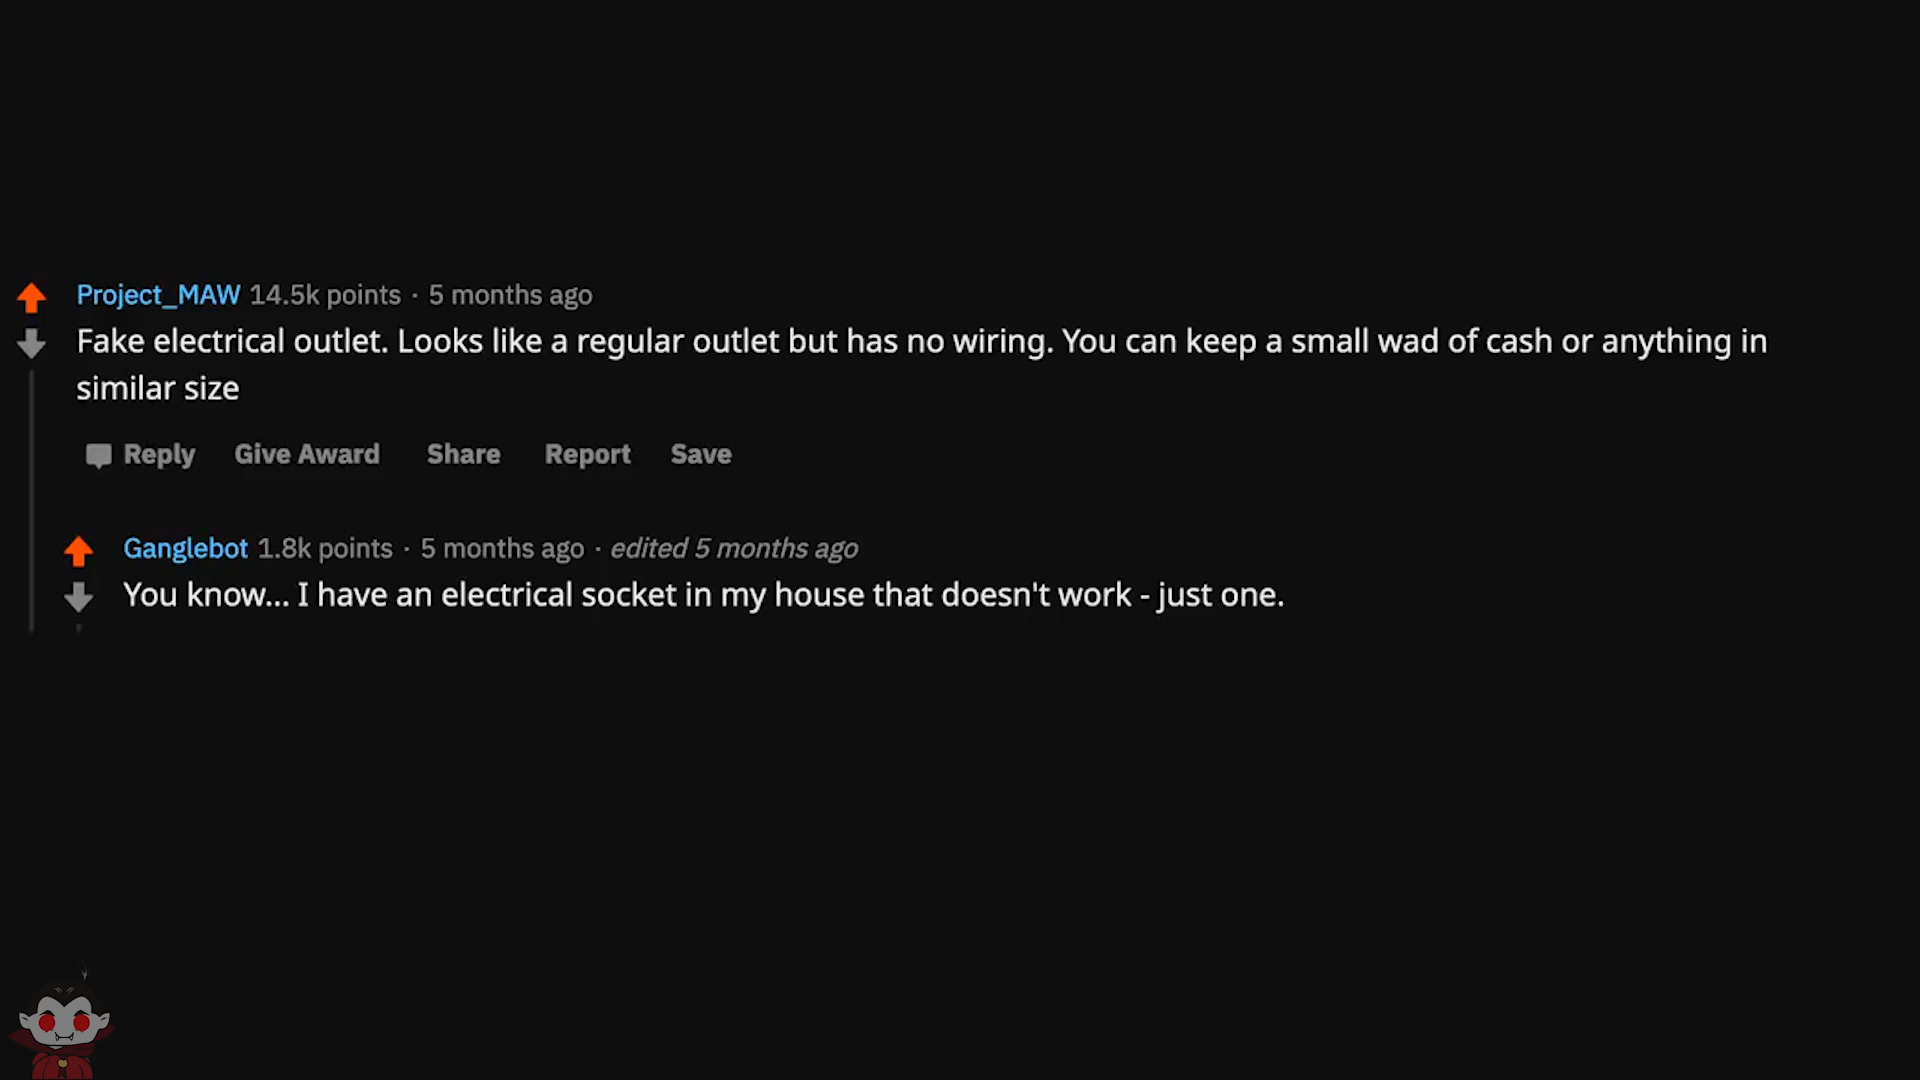 Project_MAW 14.5k points · 5 months ago
Fake electrical outlet. Looks like a regular outlet but has no wiring. You can keep a small wad of cash or anything in
similar size
Reply Give Award Share Report Save
Ganglebot 1.8k points · 5 months ago · edited 5 months ago
You know... I have an electrical socket in my house that doesn't work - just one.